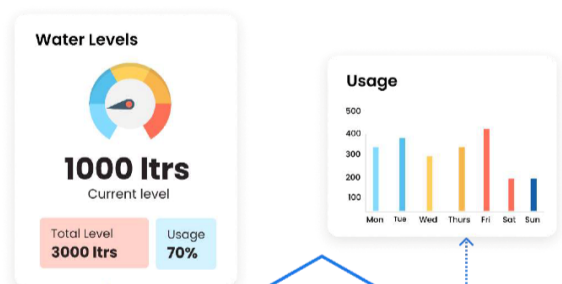 Water Levels
1000 ltrs
Current level
Total Level
3000 ltrs
Usage
70%
Usage
500
400
300
200
100
Mon Tue Wed Thurs Fri Sat Sun